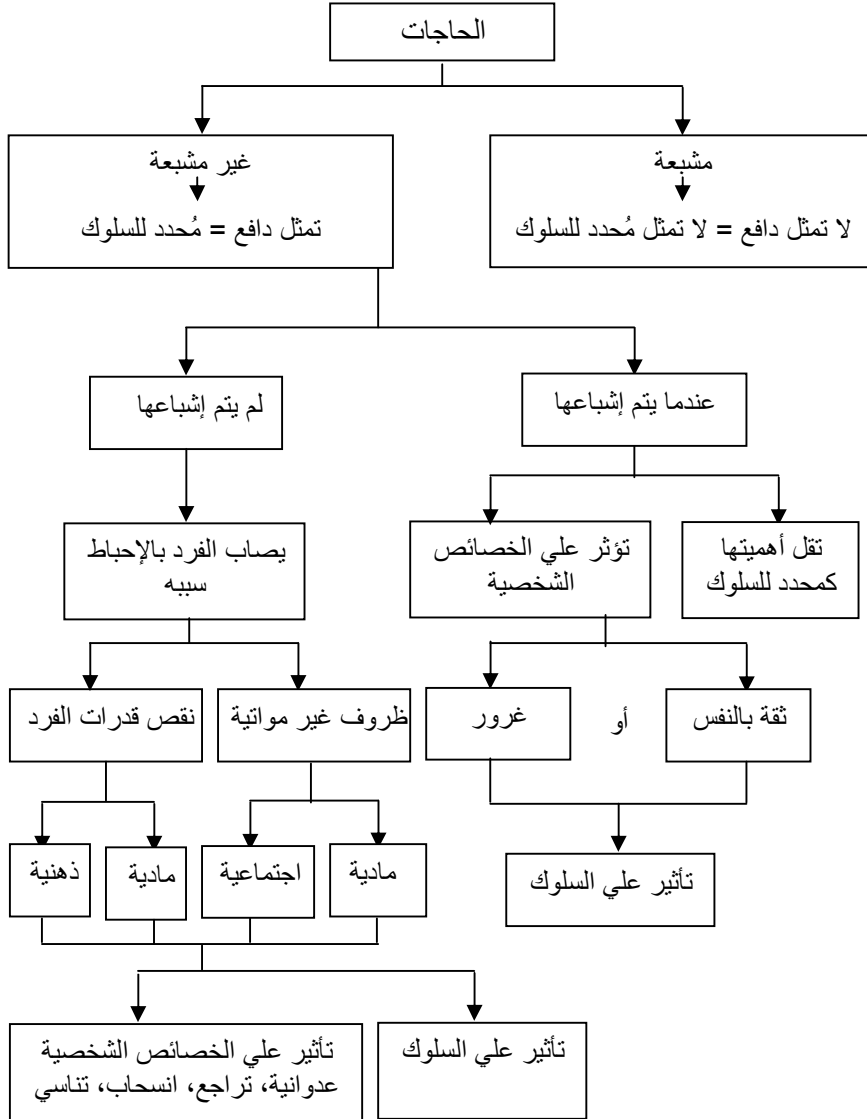 الحاجات
مشبعة
لا تمثل دافع = لا تمثل مُحدد للسلوك
غير مشبعة
تمثل دافع = مُحدد للسلوك
عندما يتم إشباعها
لم يتم إشباعها
تقل أهميتها
كمحدد للسلوك
تؤثر علي الخصائص
الشخصية
يصاب الفرد بالإحباط
سببه
ثقة بالنفس
أو
غرور
ظروف غير مواتية
نقص قدرات الفرد
مادية
اجتماعية
مادية
ذهنية
تأثير علي السلوك
تأثير علي السلوك
تأثير علي الخصائص الشخصية
عدوانية، تراجع، انسحاب، تناسي